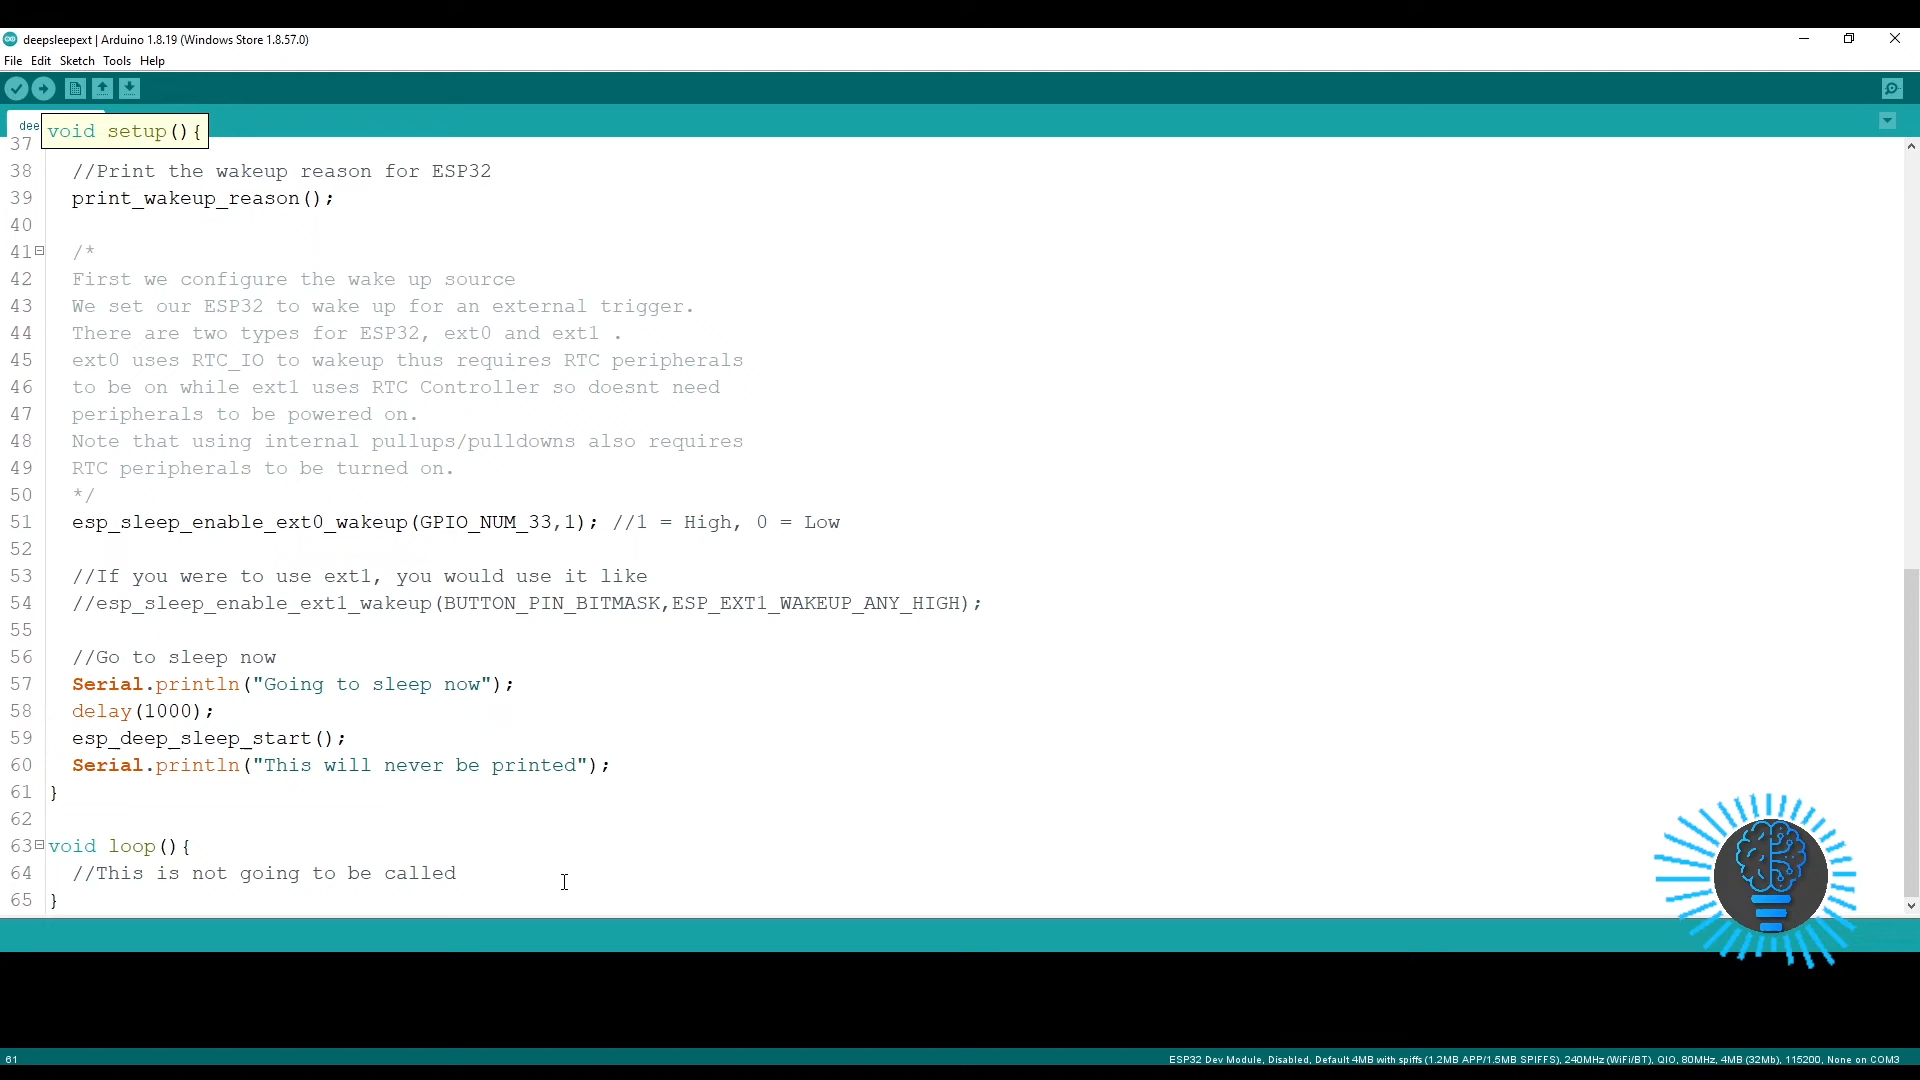 deepsleepext | Arduino 1.8.19 (Windows Store 1.8.57.0)
File Edit Sketch Tools Help
dee
void setup(){
37
38 //Print the wakeup reason for ESP32
39 print_wakeup_reason();
40
41 /*
42 First we configure the wake up source
43 We set our ESP32 to wake up for an external trigger.
44 There are two types for ESP32, ext0 and ext1 .
45 ext0 uses RTC_IO to wakeup thus requires RTC peripherals
46 to be on while ext1 uses RTC Controller so doesnt need
47 peripherals to be powered on.
48 Note that using internal pullups/pulldowns also requires
49 RTC peripherals to be turned on.
50 */
51 esp_sleep_enable_ext0_wakeup(GPIO_NUM_33,1); //1 = High, 0 = Low
52
53 //If you were to use ext1, you would use it like
54 //esp_sleep_enable_ext1_wakeup(BUTTON_PIN_BITMASK,ESP_EXT1_WAKEUP_ANY_HIGH);
55
56 //Go to sleep now
57 Serial.println("Going to sleep now");
58 delay(1000);
59 esp_deep_sleep_start();
60 Serial.println("This will never be printed");
61 }
62
63 void loop(){
64 //This is not going to be called
65 }
61 ESP32 Dev Module, Disabled, Default 4MB with spiffs (1.2MB APP/1.5MB SPIFFS), 240MHz (WiFi/BT), QIO, 80MHz, 4MB (32Mb), 115200, None on COM3